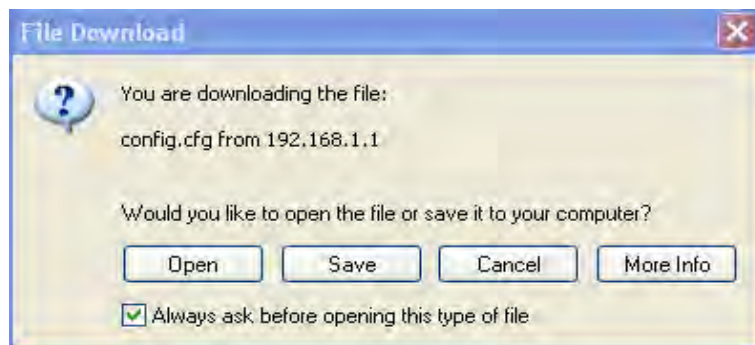 File Download
You are downloading the file:
config.cfg from 192.168.1.1
Would you like to open the file or save it to your computer?
Open Save Cancel More Info
Always ask before opening this type of file